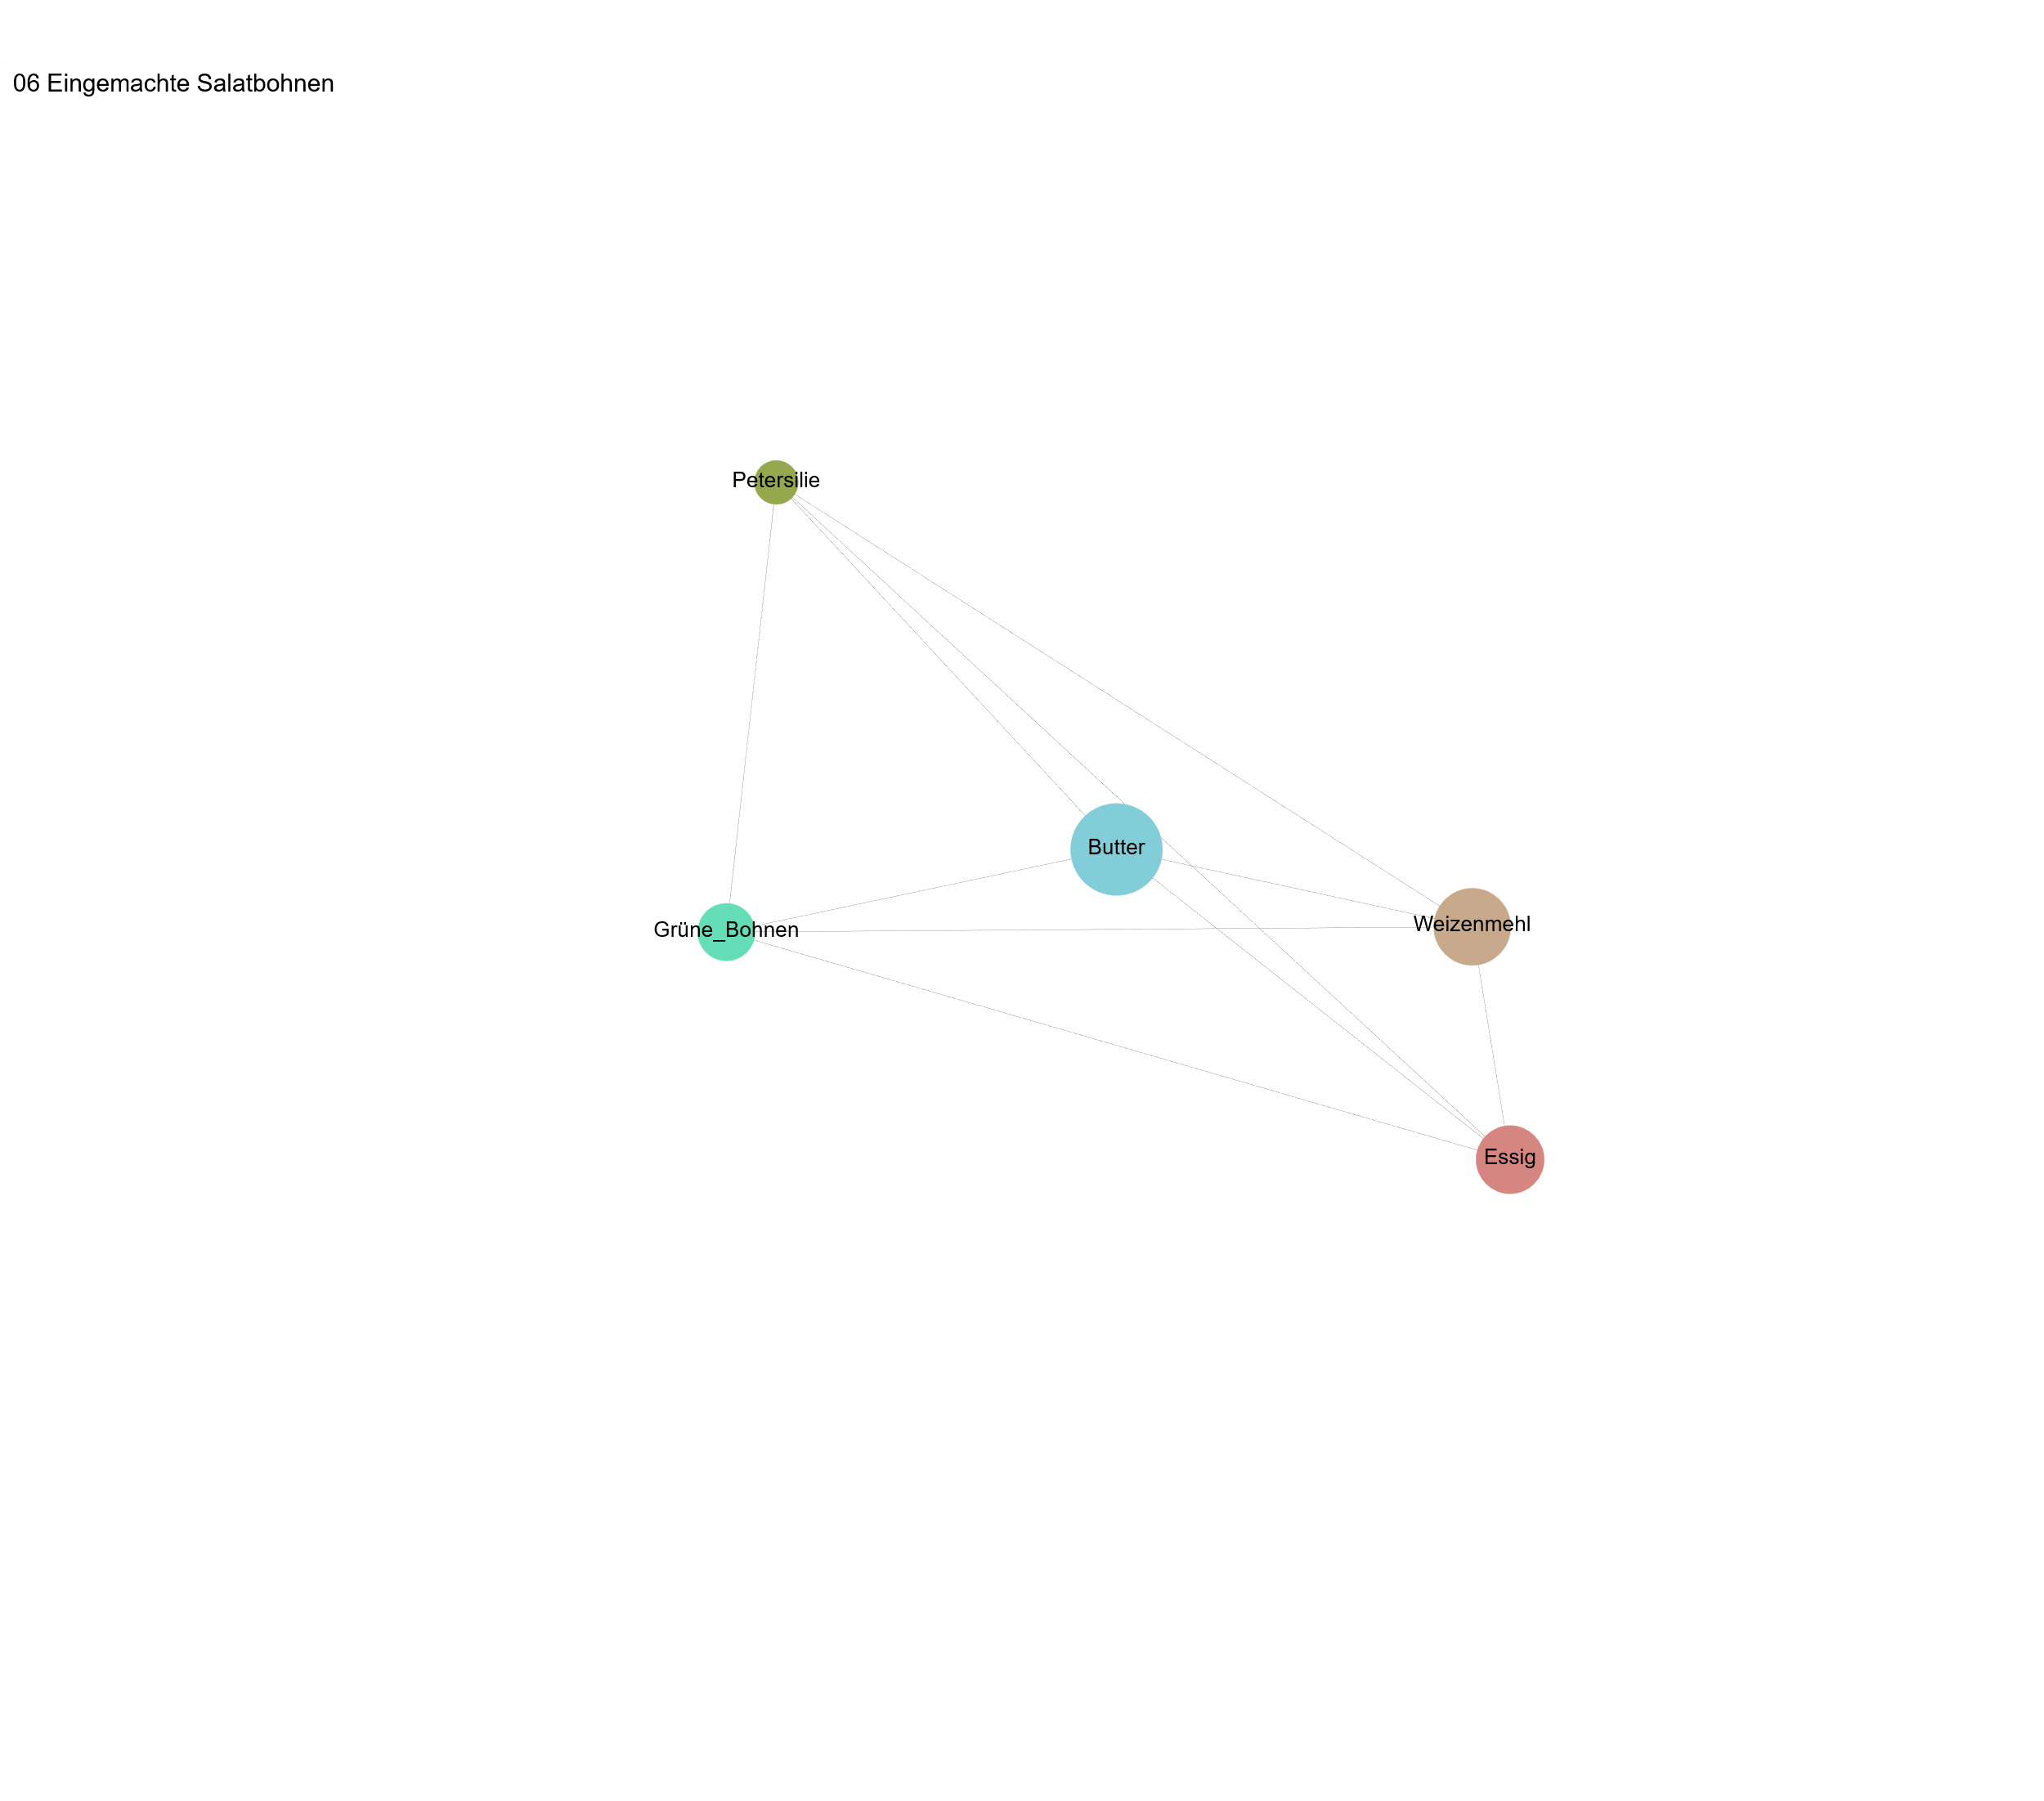 06 Eingemachte Salatbohnen
Petersilie
Butter
Weizenmehl
Grüne_Bohnen
Essig